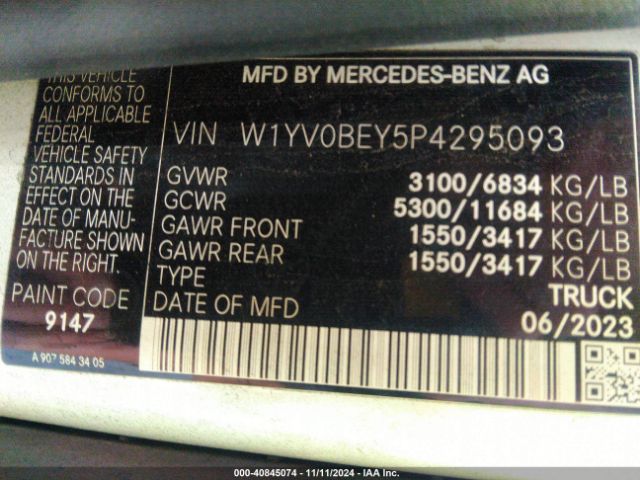 THIS VEHICLE
CONFORMS TO
ALL APPLICABLE
FEDERAL
VEHICLE SAFETY
STANDARDS IN
EFFECT ON THE
DATE OF MANU-
FACTURE SHOWN
ON THE RIGHT.
PAINT CODE
9147
A 907 584 34 05
MFD BY MERCEDES-BENZ AG
VIN W1YV0BEY5P4295093
GVWR 3100/6834 KG/LB
GCWR 5300/11684 KG/LB
GAWR FRONT 1550/3417 KG/LB
GAWR REAR 1550/3417 KG/LB
TYPE TRUCK
DATE OF MFD 06/2023
000-40845074 - 11/11/2024 - IAA Inc.